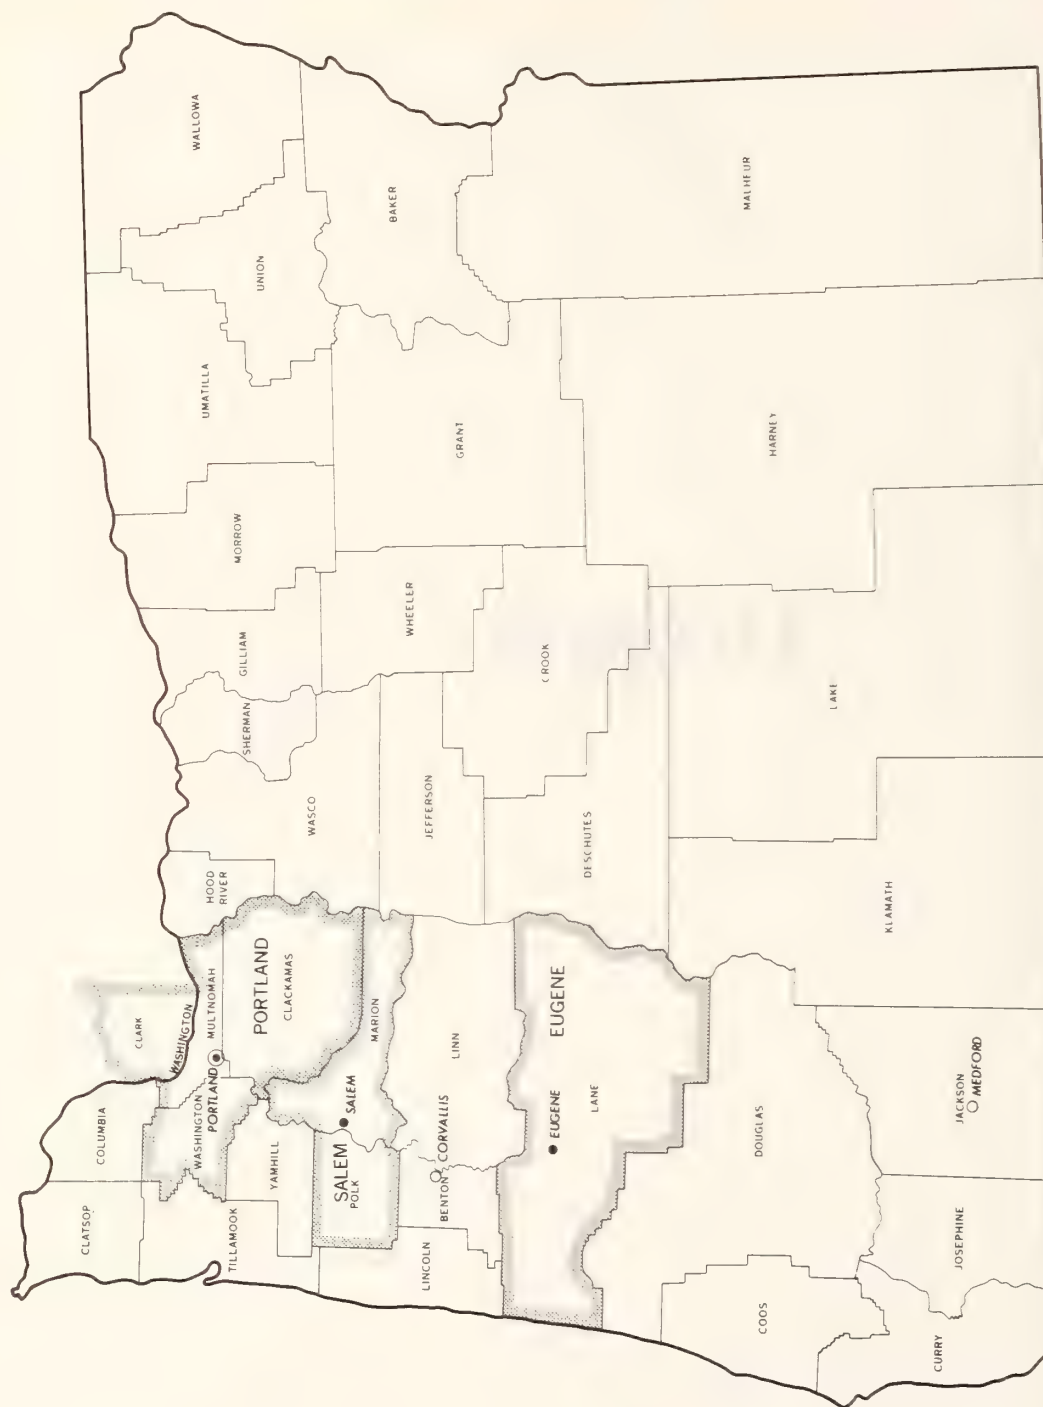 WALLOWA
UNION
UMATILLA
BAKER
MALHEUR
GRANT
HARNEY
MORROW
GILLIAM
WHEELER
SHERMAN
CROOK
LAKE
WASCO
JEFFERSON
DESCHUTES
HOOD
RIVER
KLAMATH
CLARK
WASHINGTON
MULTNOMAH
PORTLAND
CLACKAMAS
PORTLAND
WASHINGTON
COLUMBIA
CLATSOP
TILLAMOOK
YAMHILL
MARION
SALEM
SALEM
POLK
LINN
CORVALLIS
BENTON
LINCOLN
EUGENE
EUGENE
LANE
DOUGLAS
COOS
CURRY
JOSEPHINE
JACKSON
MEDFORD